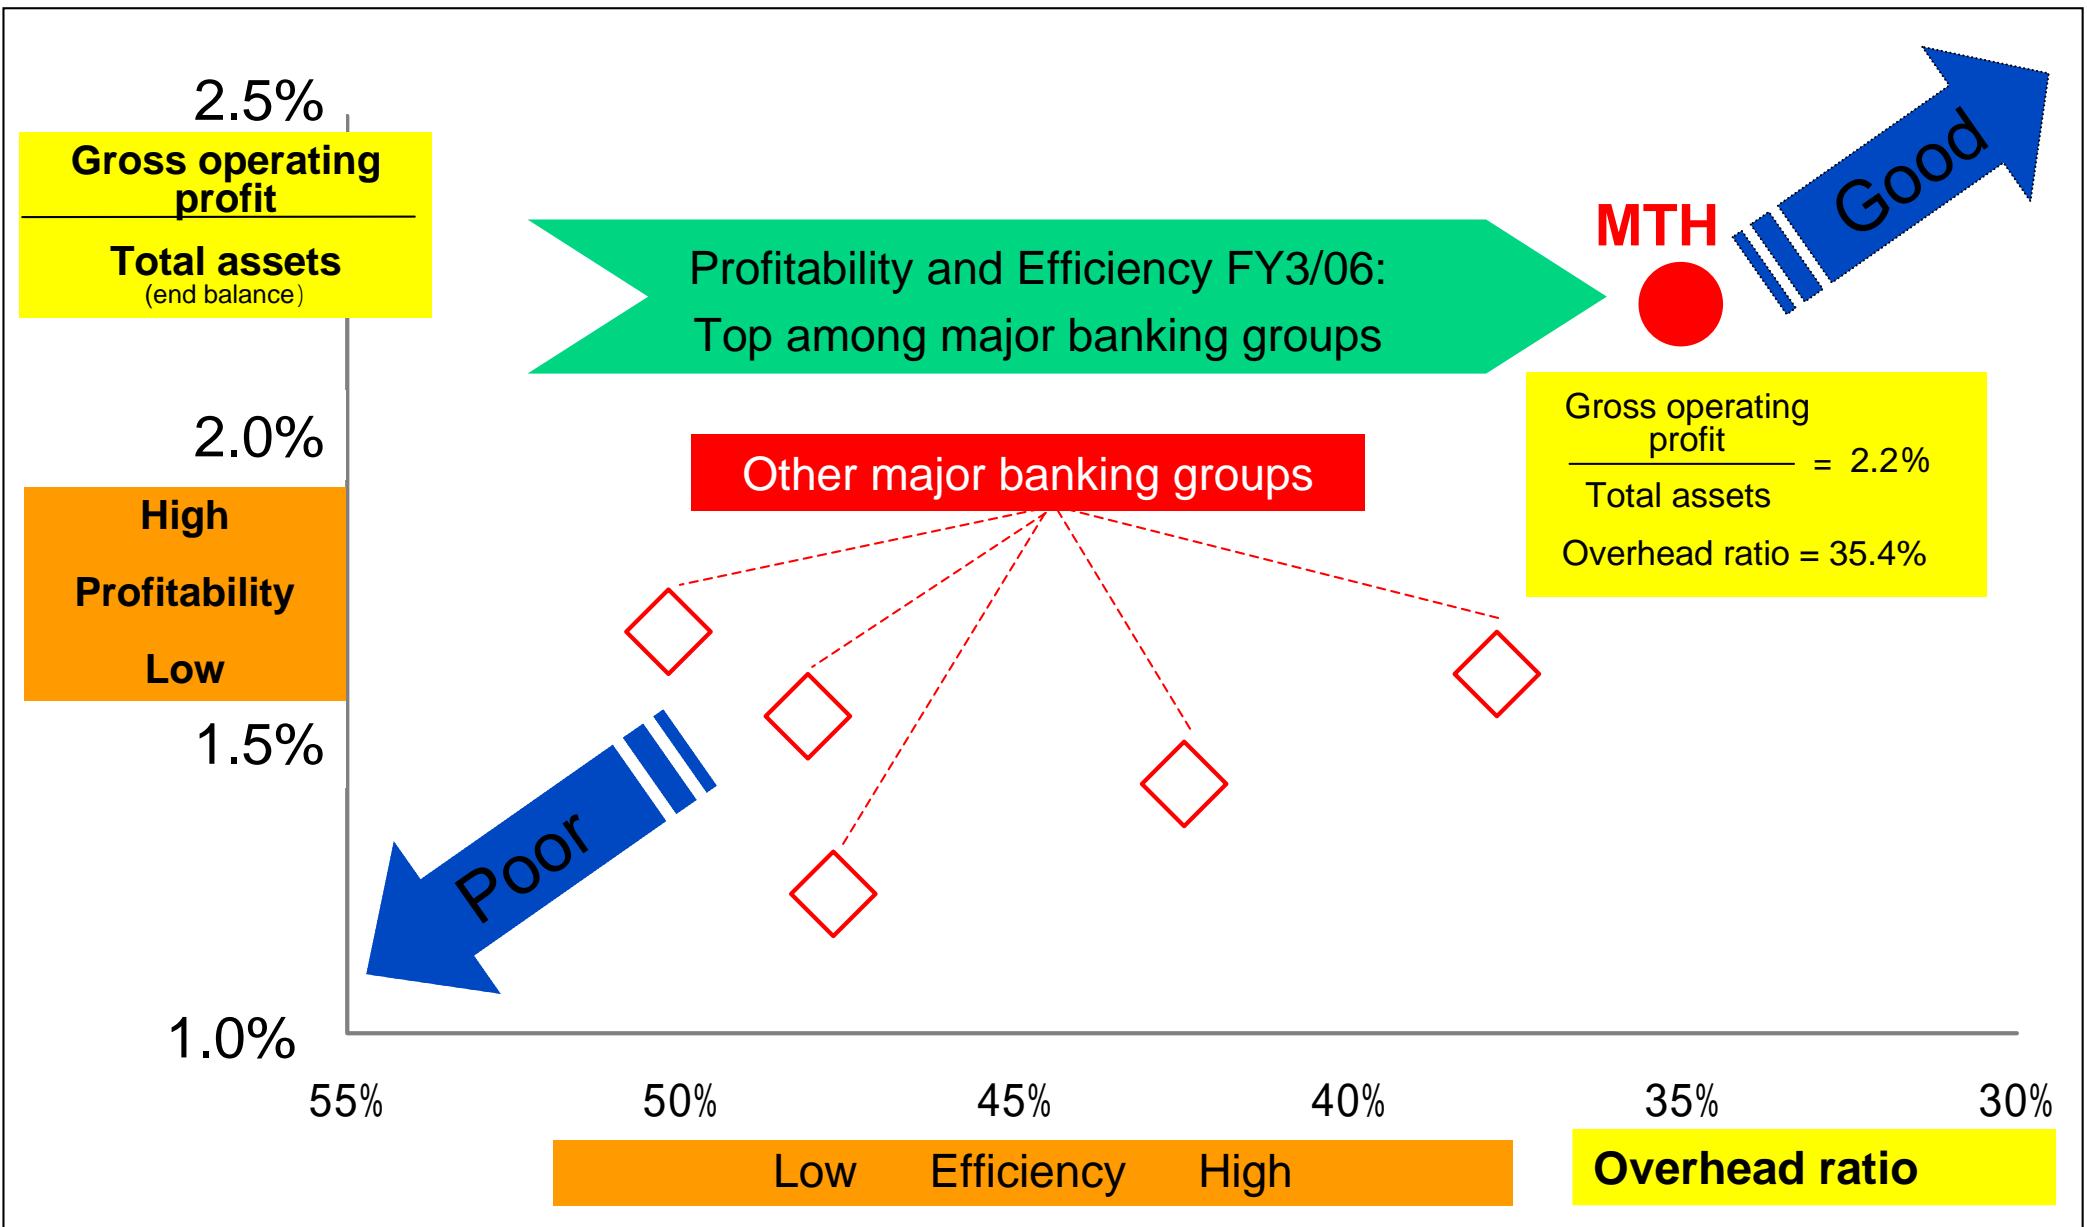 2.5%
Gross operating
profit
Total assets
(end balance)
2.0%
High
Profitability
Low
1.5%
1.0%
Profitability and Efficiency FY3/06:
Top among major banking groups
MTH
Good
Other major banking groups
Gross operating
profit
= 2.2%
Total assets
Overhead ratio = 35.4%
Poor
55% 50% 45% 40% 35% 30%
Low Efficiency High
Overhead ratio